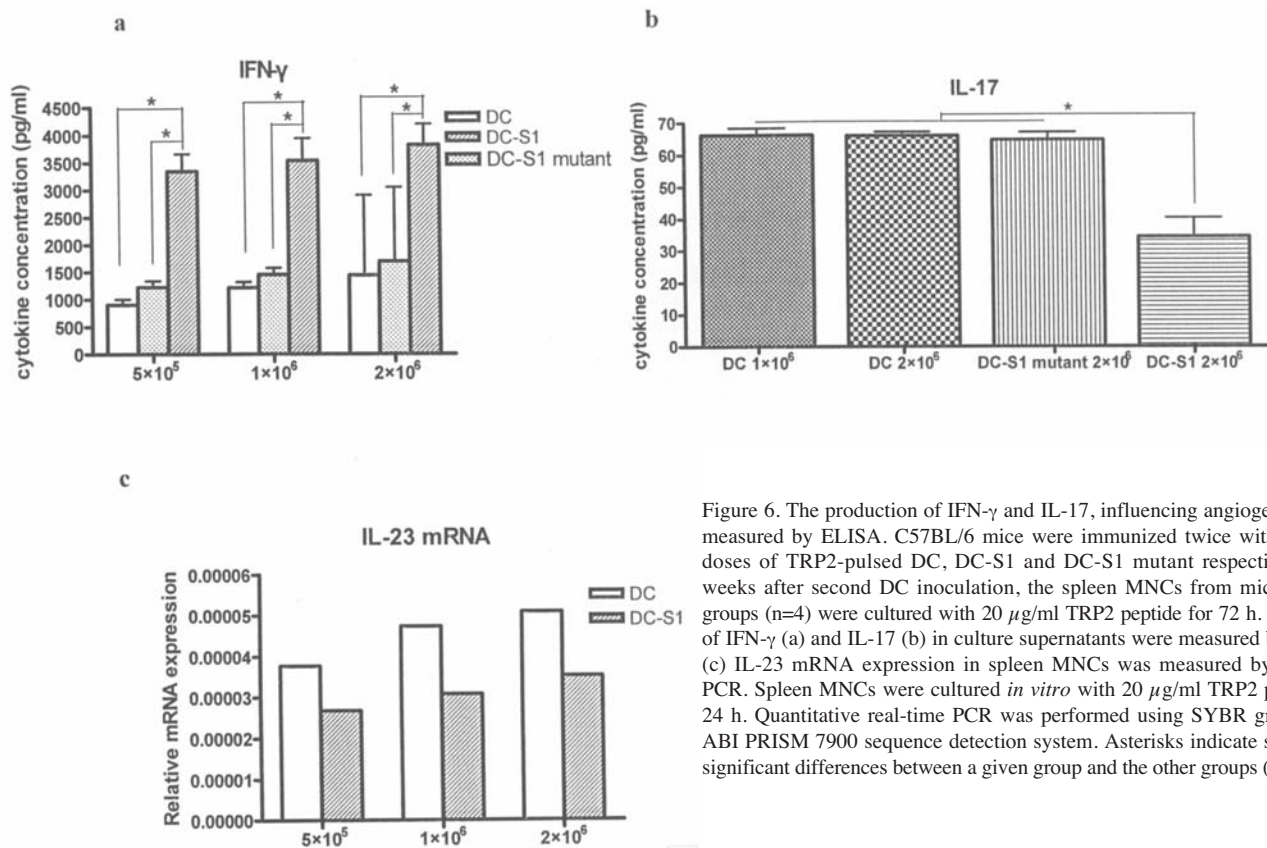 a
IFN-γ
cytokine concentration (pg/ml)
4500
4000
3500
3000
2500
2000
1500
1000
500
0
* * * * * *
5×10⁵ 1×10⁶ 2×10⁶
DC
DC-S1
DC-S1 mutant
b
IL-17
cytokine concentration (pg/ml)
70
60
50
40
30
20
10
0
*
DC 1×10⁶ DC 2×10⁶ DC-S1 mutant 2×10⁶ DC-S1 2×10⁶
c
IL-23 mRNA
Relative mRNA expression
0.00006
0.00005
0.00004
0.00003
0.00002
0.00001
0.00000
5×10⁵ 1×10⁶ 2×10⁶
DC
DC-S1
Figure 6. The production of IFN-γ and IL-17, influencing angioge
measured by ELISA. C57BL/6 mice were immunized twice wit
doses of TRP2-pulsed DC, DC-S1 and DC-S1 mutant respecti
weeks after second DC inoculation, the spleen MNCs from mic
groups (n=4) were cultured with 20 μg/ml TRP2 peptide for 72 h.
of IFN-γ (a) and IL-17 (b) in culture supernatants were measured b
(c) IL-23 mRNA expression in spleen MNCs was measured by
PCR. Spleen MNCs were cultured in vitro with 20 μg/ml TRP2 p
24 h. Quantitative real-time PCR was performed using SYBR gr
ABI PRISM 7900 sequence detection system. Asterisks indicate s
significant differences between a given group and the other groups (